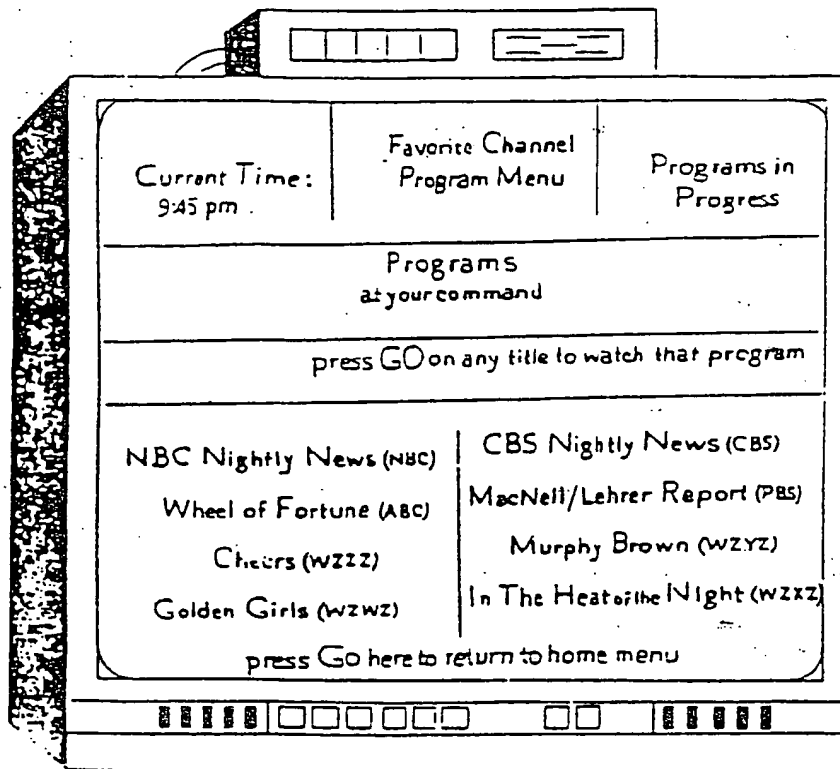 Current Time:
9:45 pm
Favorite Channel
Program Menu
Programs in
Progress
Programs
at your command
press GO on any title to watch that program
NBC Nightly News (NBC)
Wheel of Fortune (ABC)
Cheers (WZZZ)
Golden Girls (WZWZ)
CBS Nightly News (CBS)
MacNeil/Lehrer Report (PBS)
Murphy Brown (WZYZ)
In The Heat of the Night (WZXZ)
press Go here to return to home menu